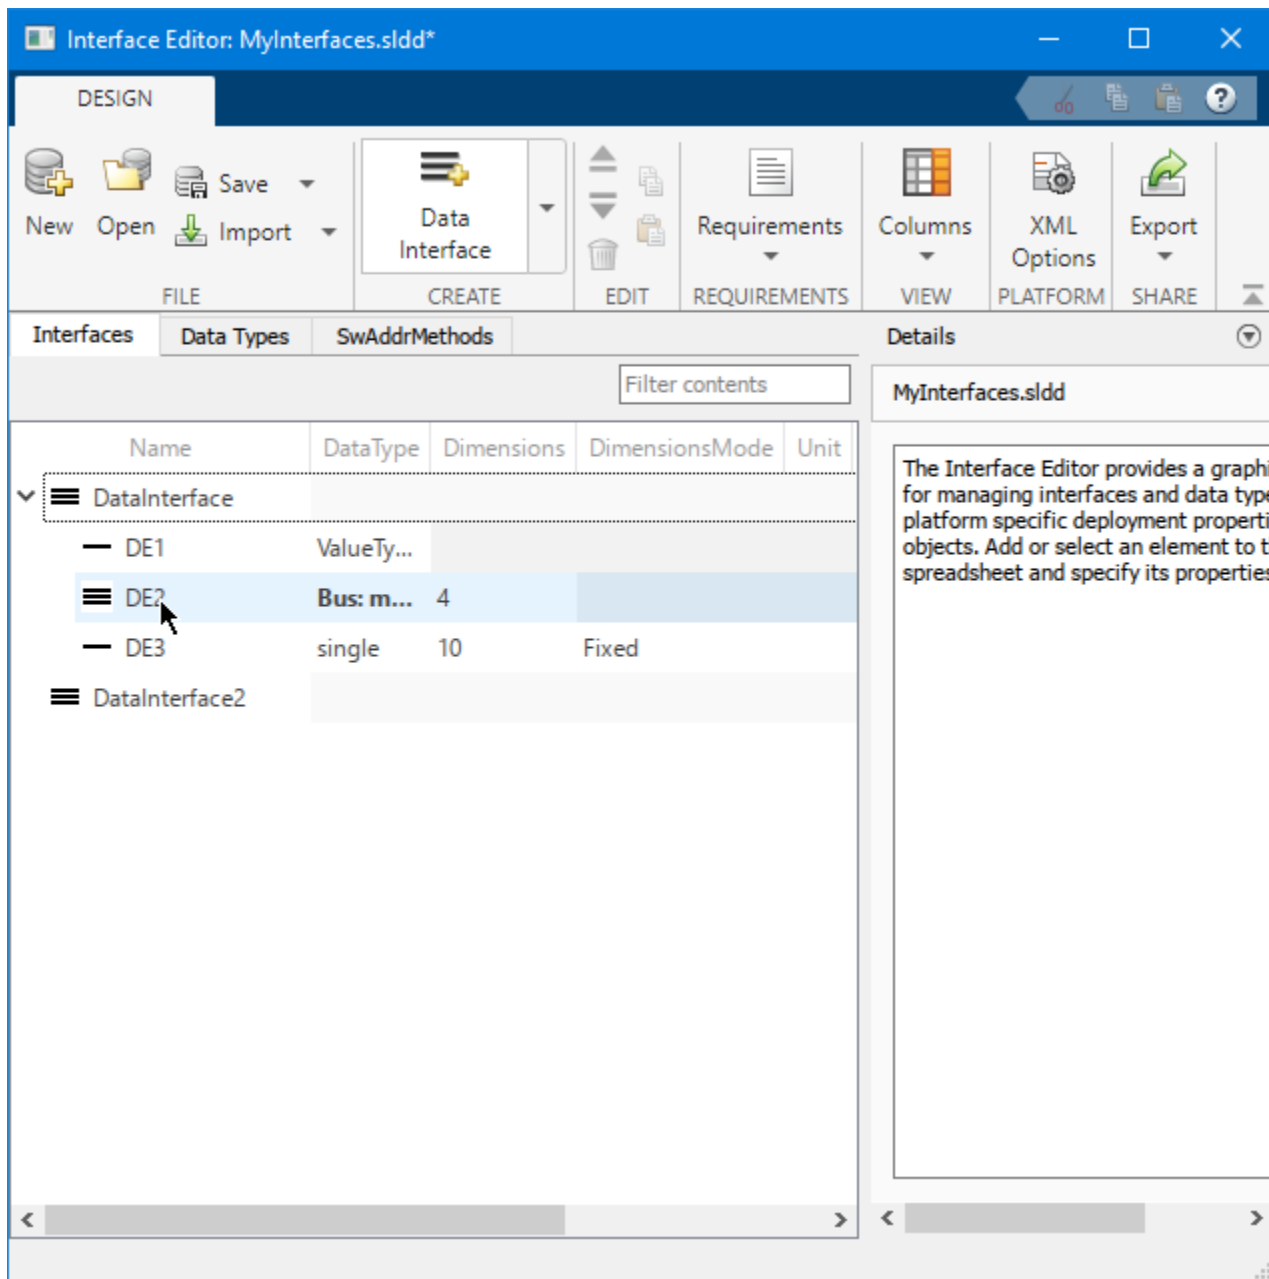 Interface Editor: MyInterfaces.sldd*
DESIGN
New
Open
Save
Import
Data
Interface
Requirements
Columns
XML
Options
Export
FILE
CREATE
EDIT
REQUIREMENTS
VIEW
PLATFORM
SHARE
Interfaces
Data Types
SwAddrMethods
Details
Filter contents
MyInterfaces.sldd
Name
DataType
Dimensions
DimensionsMode
Unit
DataInterface
DE1
ValueTy...
DE2
Bus: m...
4
DE3
single
10
Fixed
DataInterface2
The Interface Editor provides a graphi
for managing interfaces and data type
platform specific deployment properti
objects. Add or select an element to t
spreadsheet and specify its properties